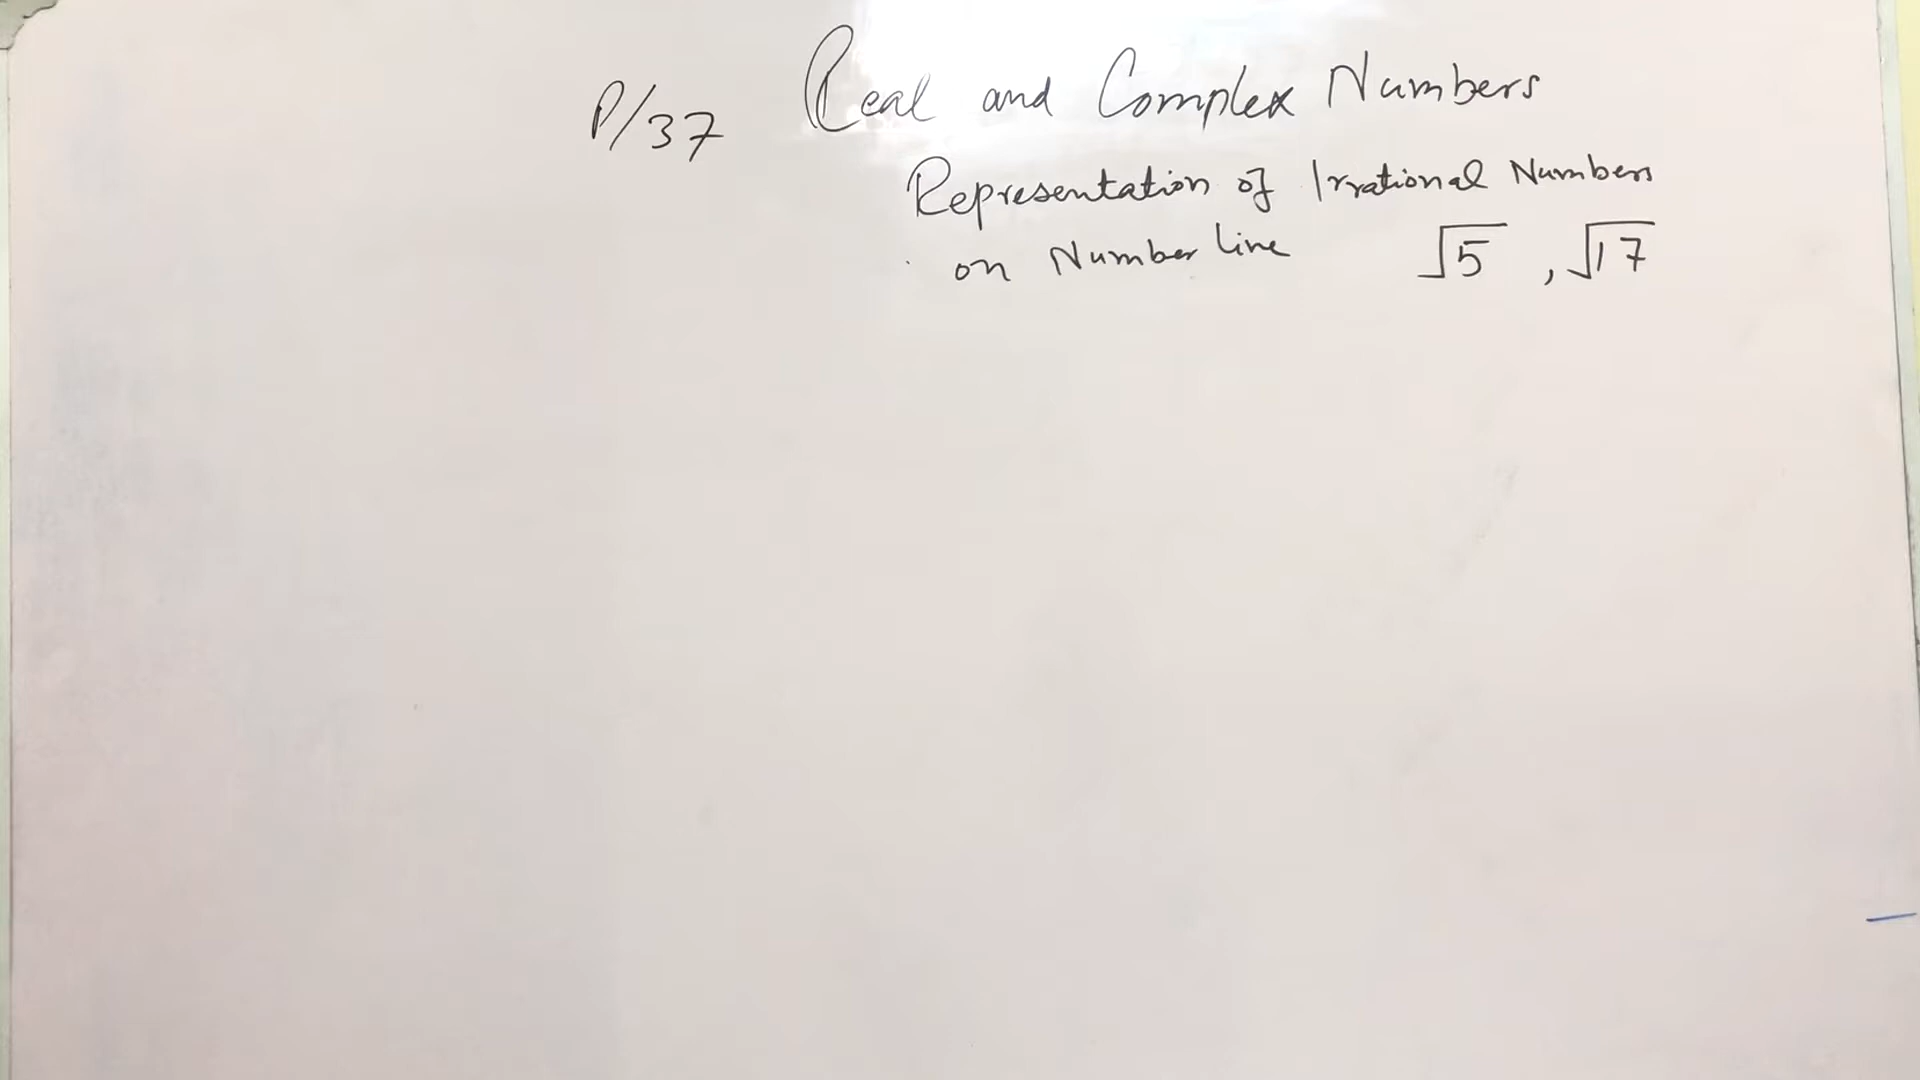 P/37 Real and Complex Numbers
Representation of Irrational Numbers
on Number line √5 , √17